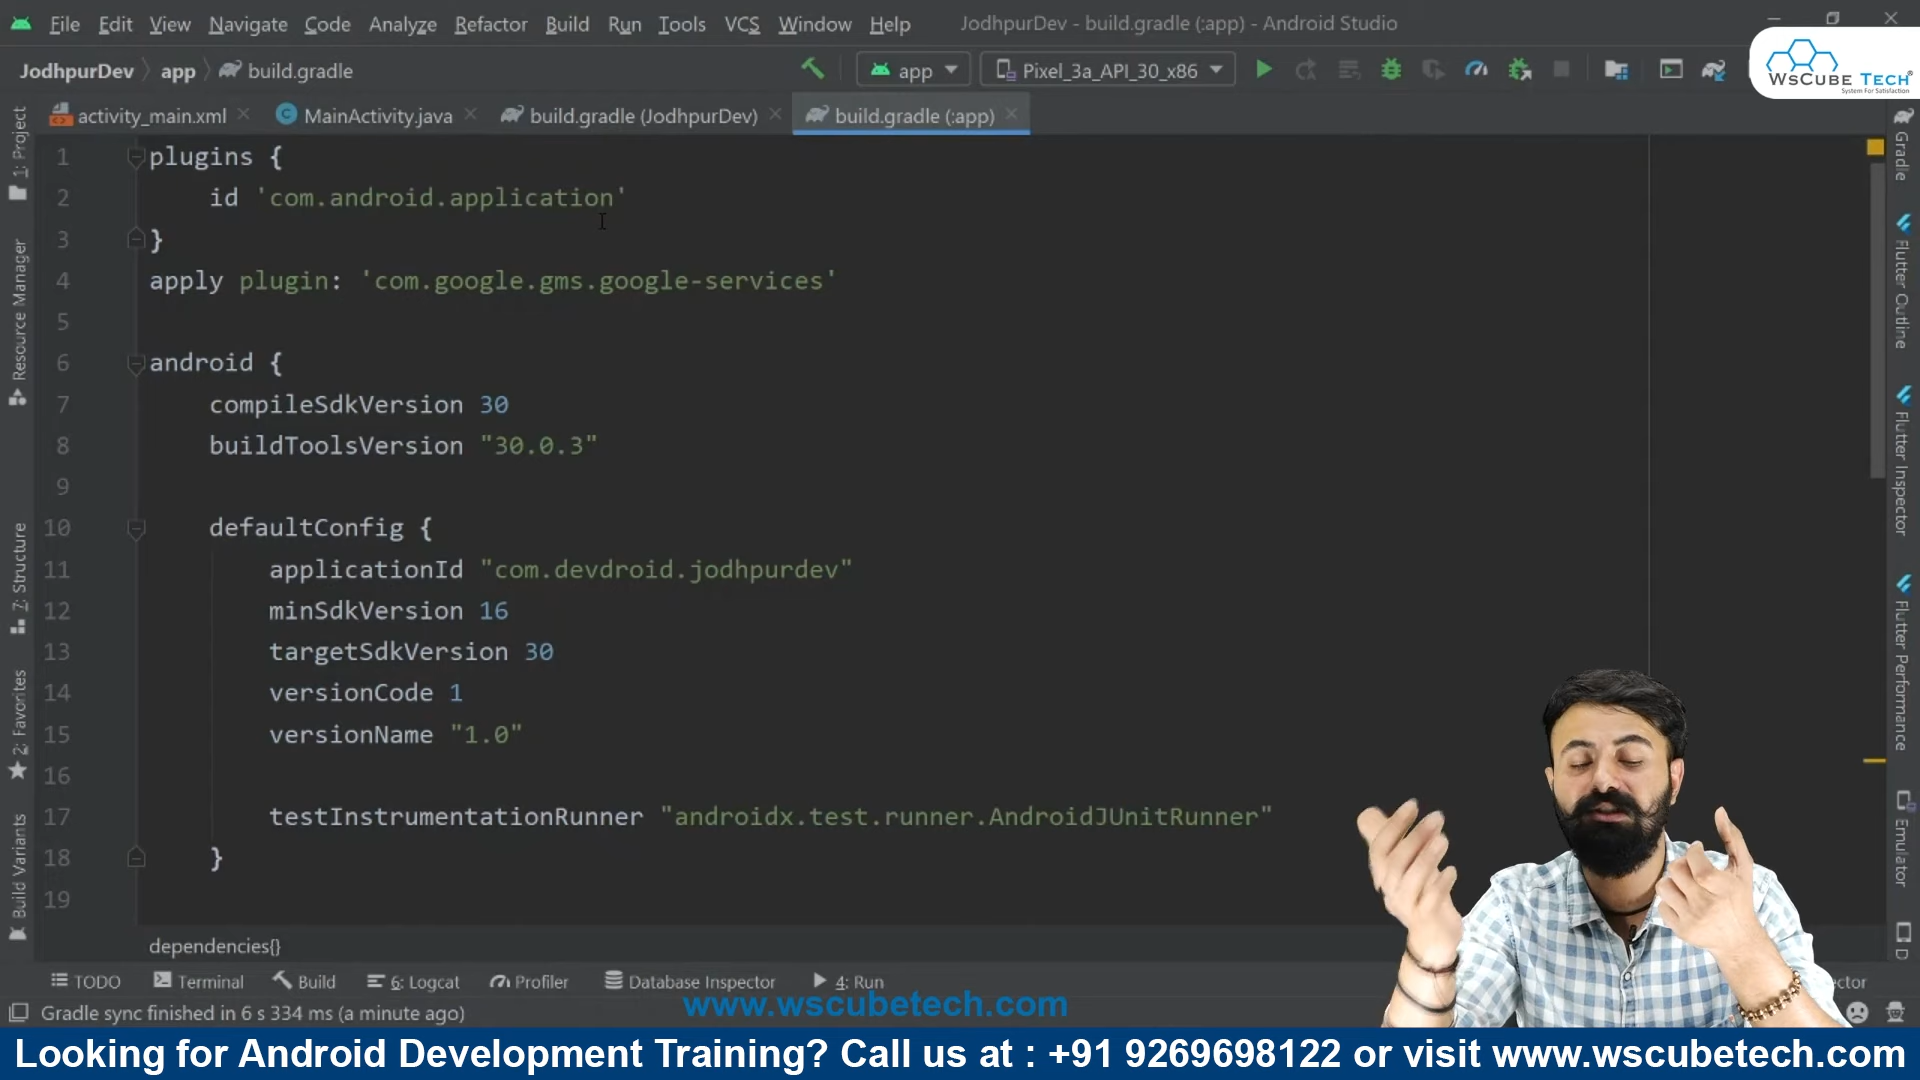 File Edit View Navigate Code Analyze Refactor Build Run Tools VCS Window Help JodhpurDev - build.gradle (:app) - Android Studio
JodhpurDev app build.gradle app Pixel_3a_API_30_x86
WSCUBE TECH
System For Satisfaction
activity_main.xml MainActivity.java build.gradle (JodhpurDev) build.gradle (:app)
1: Project
Resource Manager
7: Structure
2: Favorites
Build Variants
1 plugins {
2 id 'com.android.application'
3 }
4 apply plugin: 'com.google.gms.google-services'
5
6 android {
7 compileSdkVersion 30
8 buildToolsVersion "30.0.3"
9
10 defaultConfig {
11 applicationId "com.devdroid.jodhpurdev"
12 minSdkVersion 16
13 targetSdkVersion 30
14 versionCode 1
15 versionName "1.0"
16
17 testInstrumentationRunner "androidx.test.runner.AndroidJUnitRunner"
18 }
19
dependencies{}
Gradle
Flutter Outline
Flutter Inspector
Flutter Performance
Emulator
TODO Terminal Build 6: Logcat Profiler Database Inspector 4: Run
www.wscubetech.com
Gradle sync finished in 6 s 334 ms (a minute ago)
Looking for Android Development Training? Call us at : +91 9269698122 or visit www.wscubetech.com